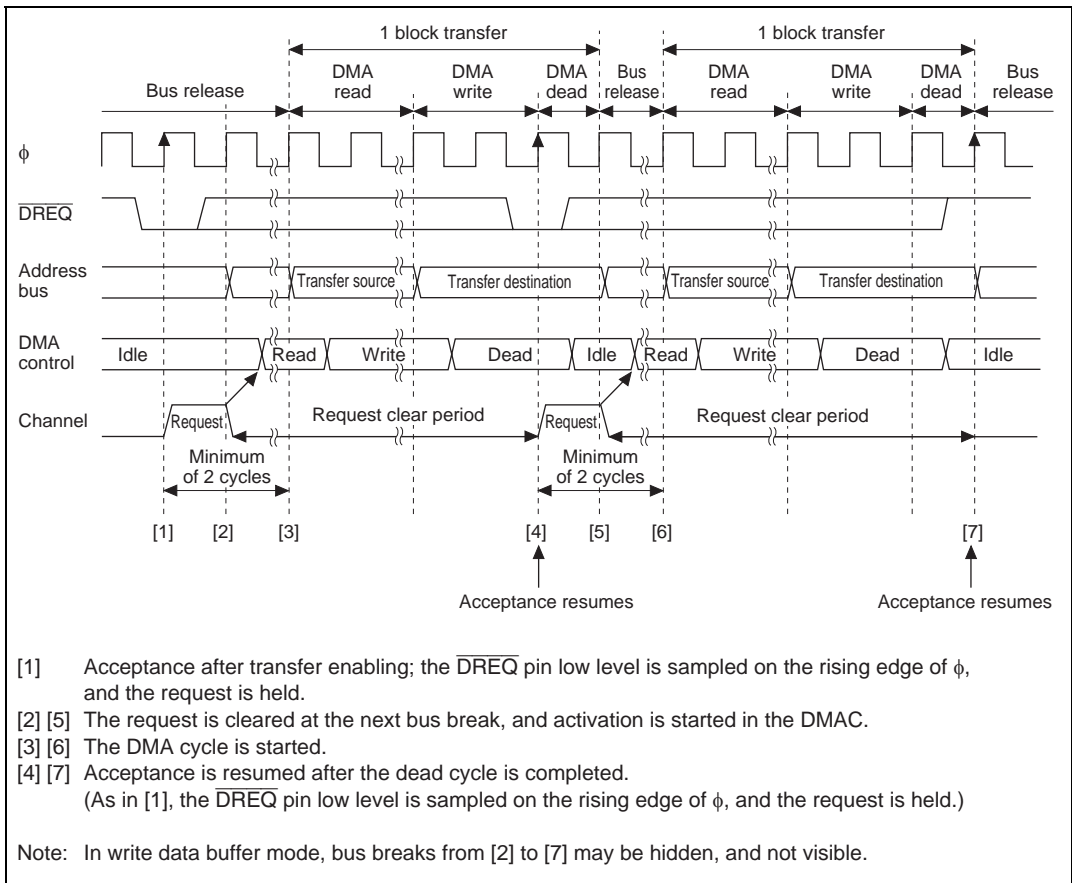 1 block transfer 1 block transfer
Bus release DMA read DMA write DMA dead Bus release DMA read DMA write DMA dead Bus release
ϕ
DREQ
Address bus Transfer source Transfer destination Transfer source Transfer destination
DMA control Idle Read Write Dead Idle Read Write Dead Idle
Channel Request Request clear period Request Request clear period
Minimum of 2 cycles Minimum of 2 cycles
[1] [2] [3] [4] [5] [6] [7]
Acceptance resumes Acceptance resumes
[1] Acceptance after transfer enabling; the DREQ pin low level is sampled on the rising edge of ϕ,
and the request is held.
[2] [5] The request is cleared at the next bus break, and activation is started in the DMAC.
[3] [6] The DMA cycle is started.
[4] [7] Acceptance is resumed after the dead cycle is completed.
(As in [1], the DREQ pin low level is sampled on the rising edge of ϕ, and the request is held.)
Note: In write data buffer mode, bus breaks from [2] to [7] may be hidden, and not visible.